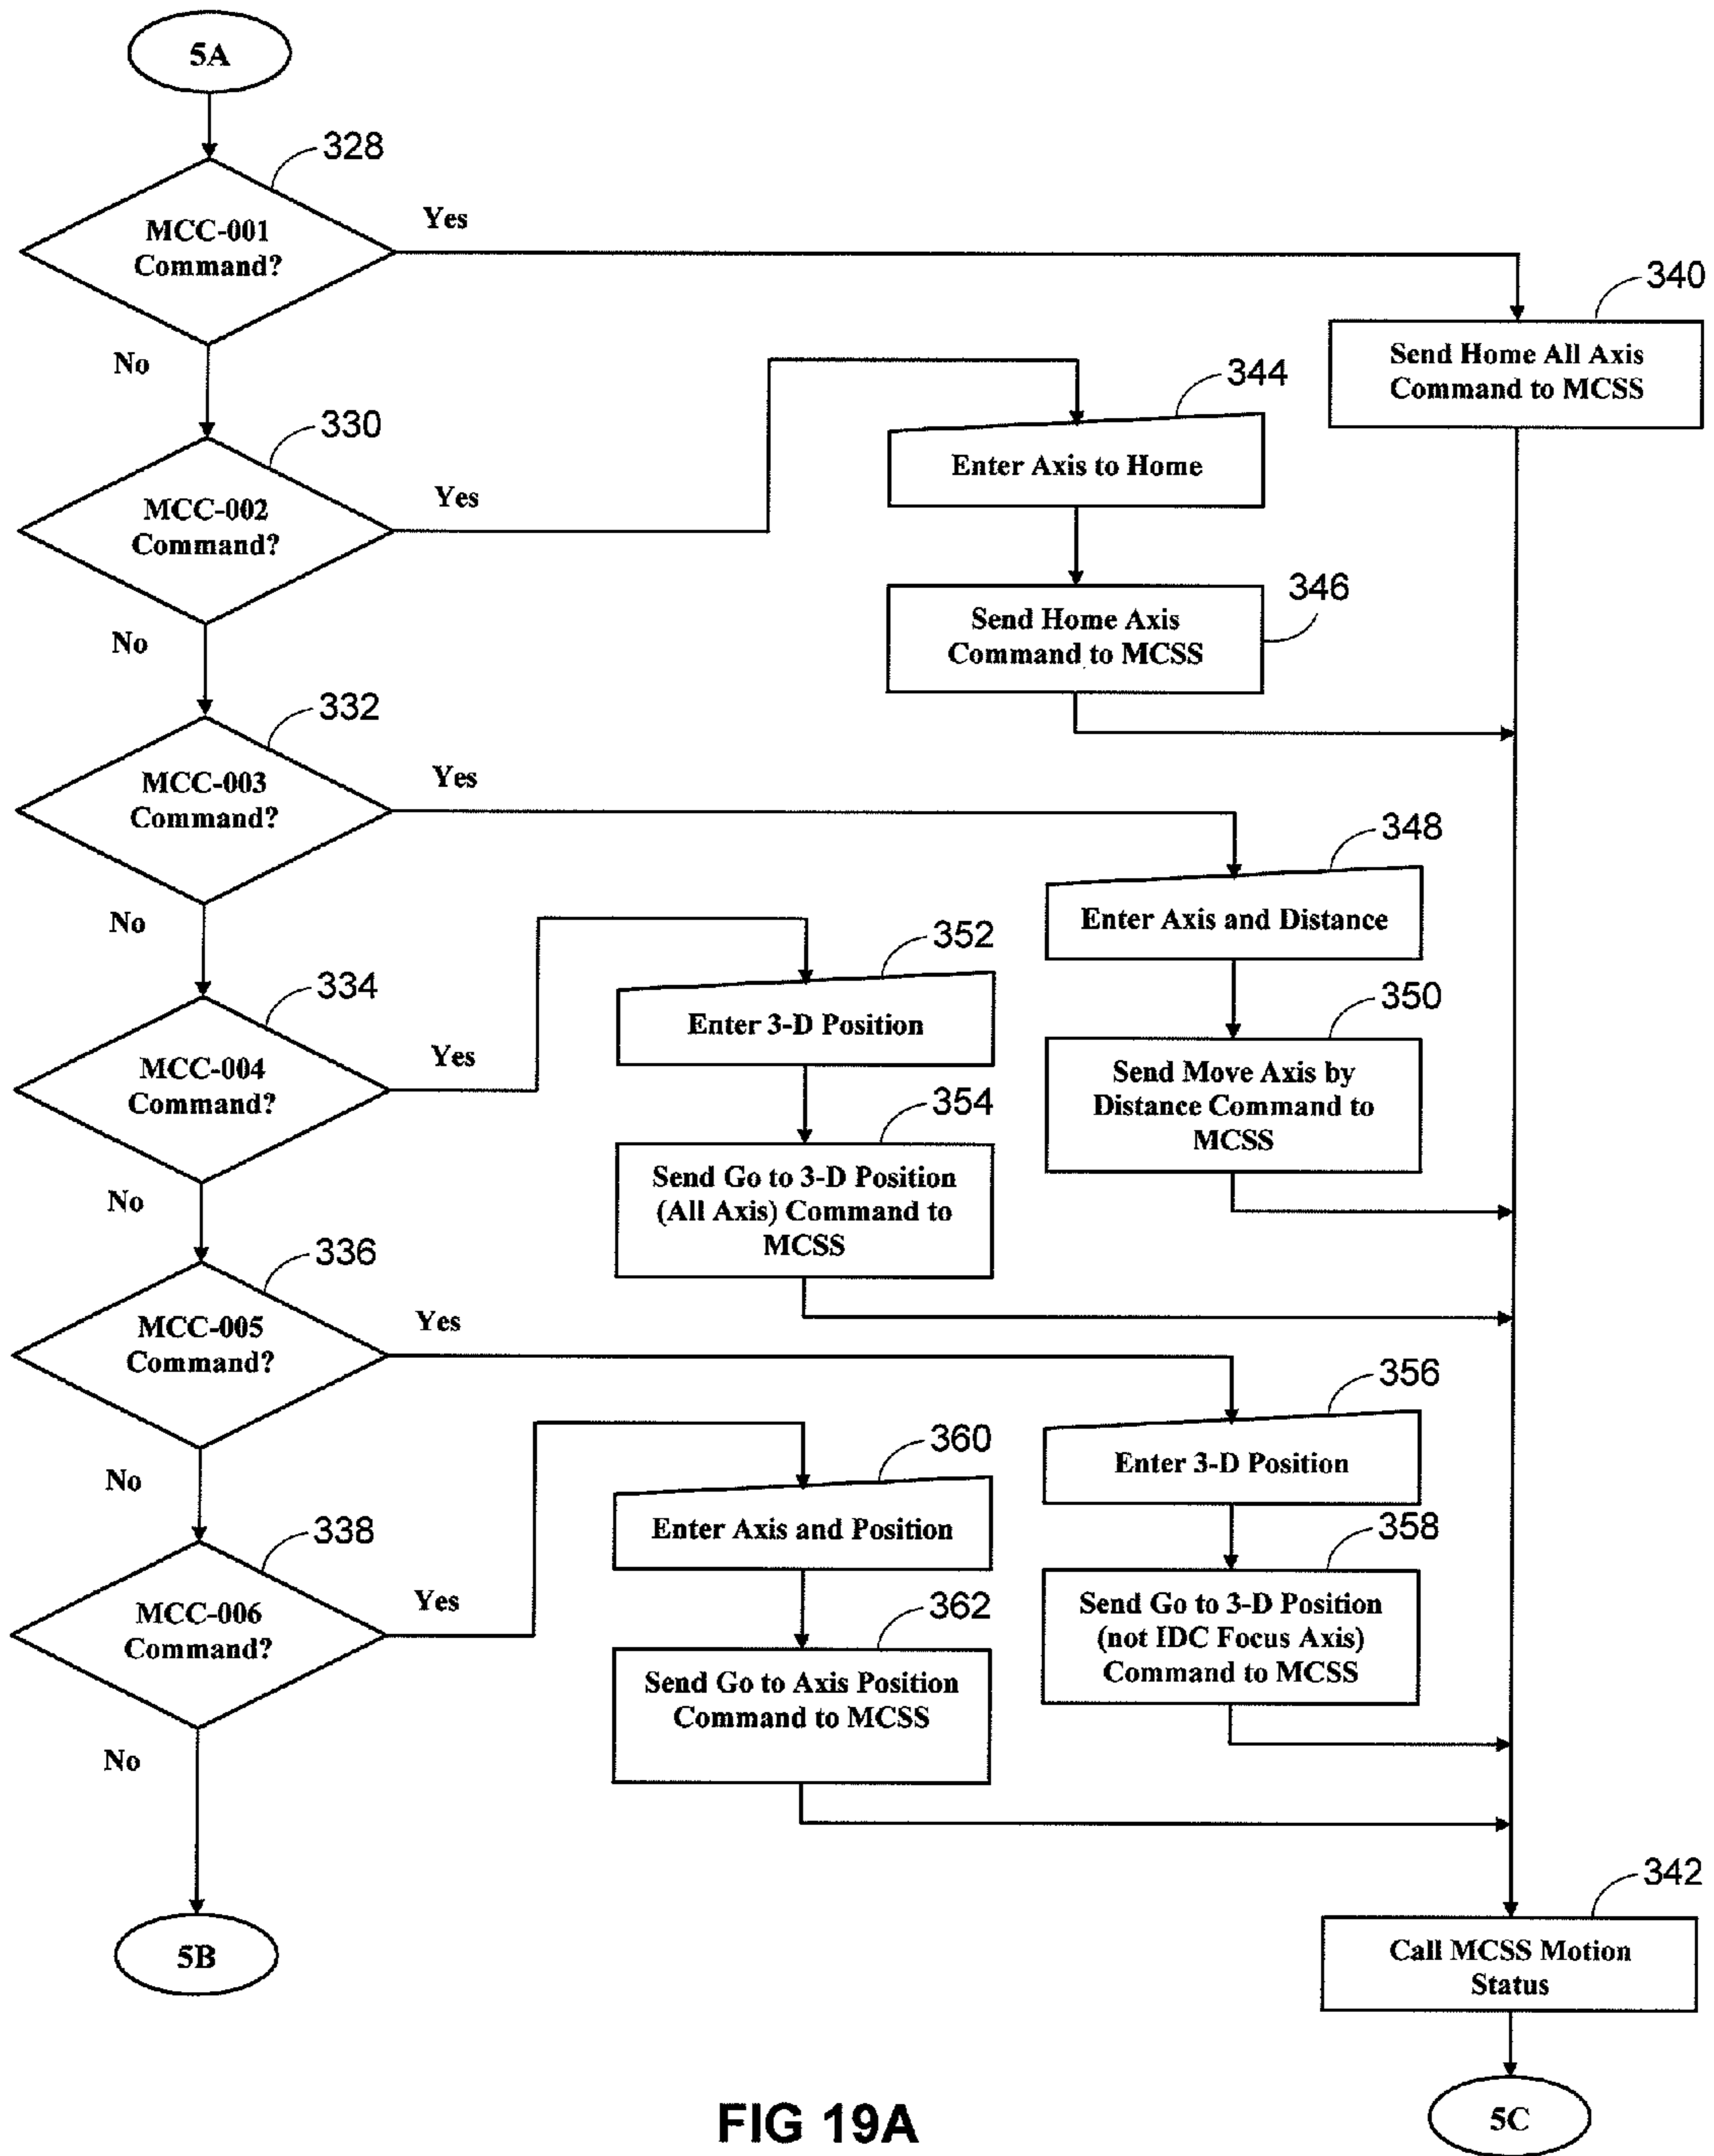 5A
328
MCC-001
Command?
Yes
No
340
Send Home All Axis
Command to MCSS
330
MCC-002
Command?
Yes
No
344
Enter Axis to Home
346
Send Home Axis
Command to MCSS
332
MCC-003
Command?
Yes
No
348
Enter Axis and Distance
350
Send Move Axis by
Distance Command to
MCSS
334
MCC-004
Command?
Yes
No
352
Enter 3-D Position
354
Send Go to 3-D Position
(All Axis) Command to
MCSS
336
MCC-005
Command?
Yes
No
356
Enter 3-D Position
358
Send Go to 3-D Position
(not IDC Focus Axis)
Command to MCSS
338
MCC-006
Command?
Yes
No
360
Enter Axis and Position
362
Send Go to Axis Position
Command to MCSS
5B
342
Call MCSS Motion
Status
5C
FIG 19A